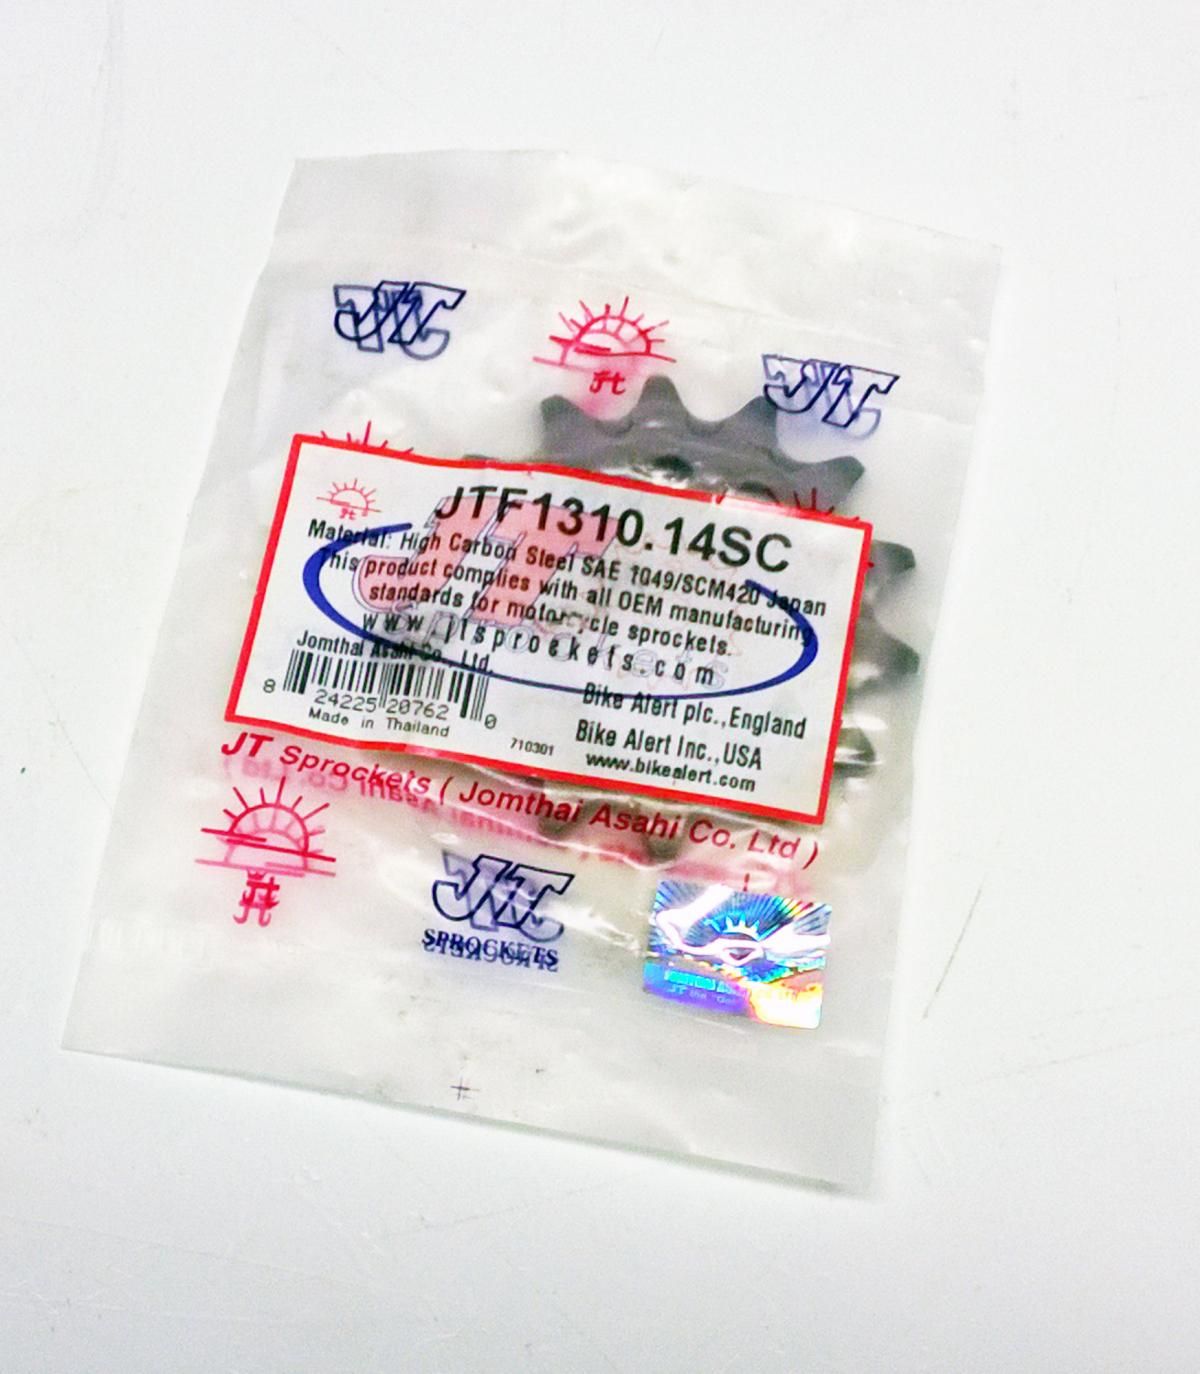 JT
Jt
JT
Jt
JTF1310.14SC
Material: High Carbon Steel SAE 1049/SCM420 Japan
This product complies with all OEM manufacturing
standards for motorcycle sprockets.
www.jtsprockets.com
Jomthai Asahi Co., Ltd.
8 24225 20762 0
Made in Thailand
710301
Bike Alert plc.,England
Bike Alert Inc.,USA
www.bikealert.com
JT Sprockets ( Jomthai Asahi Co. Ltd )
Jt
JT
SPROCKETS